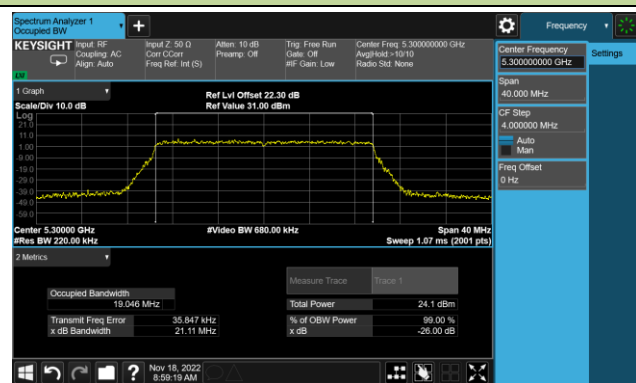 Spectrum Analyzer 1
Occupied BW
Frequency
KEYSIGHT
Input: RF
Coupling: AC
Align: Auto
Input Z: 50 Ω
Corr CCorr
Freq Ref: Int (S)
Atten: 10 dB
Preamp: Off
Trig: Free Run
Gate: Off
#IF Gain: Low
Center Freq: 5.300000000 GHz
Avg|Hold:>10/10
Radio Std: None
Center Frequency
5.300000000 GHz
Settings
Span
40.000 MHz
CF Step
4.000000 MHz
Auto
Man
Freq Offset
0 Hz
1 Graph
Scale/Div 10.0 dB
Ref Lvl Offset 22.30 dB
Ref Value 31.00 dBm
Log
21.0
11.0
1.00
-9.00
-19.0
-29.0
-39.0
-49.0
-59.0
Center 5.30000 GHz
#Video BW 680.00 kHz
Span 40 MHz
#Res BW 220.00 kHz
Sweep 1.07 ms (2001 pts)
2 Metrics
Measure Trace
Trace 1
Occupied Bandwidth
19.046 MHz
Total Power
24.1 dBm
Transmit Freq Error
35.847 kHz
% of OBW Power
99.00 %
x dB Bandwidth
21.11 MHz
x dB
-26.00 dB
?
Nov 18, 2022
8:59:19 AM